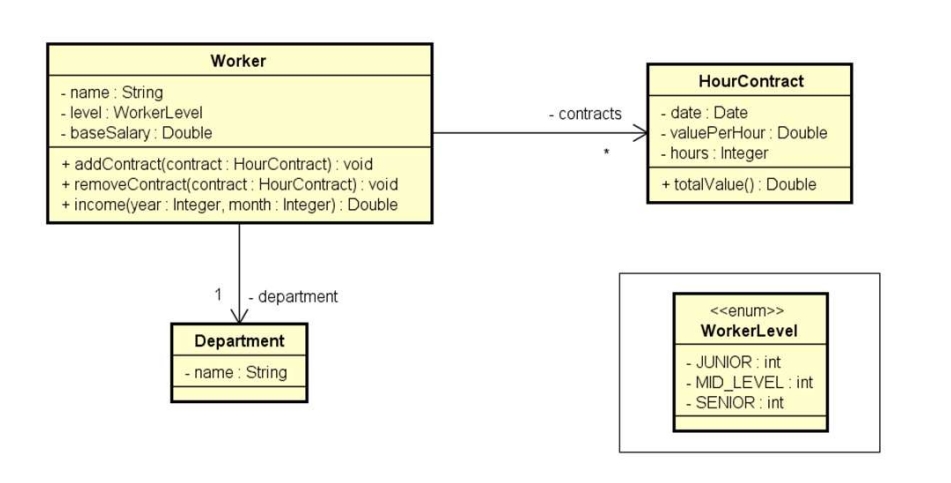 Worker
- name : String
- level : WorkerLevel
- baseSalary : Double
+ addContract(contract : HourContract) : void
+ removeContract(contract : HourContract) : void
+ income(year : Integer, month : Integer) : Double
- contracts
*
HourContract
- date : Date
- valuePerHour : Double
- hours : Integer
+ totalValue() : Double
1
- department
Department
- name : String
<<enum>>
WorkerLevel
- JUNIOR : int
- MID_LEVEL : int
- SENIOR : int